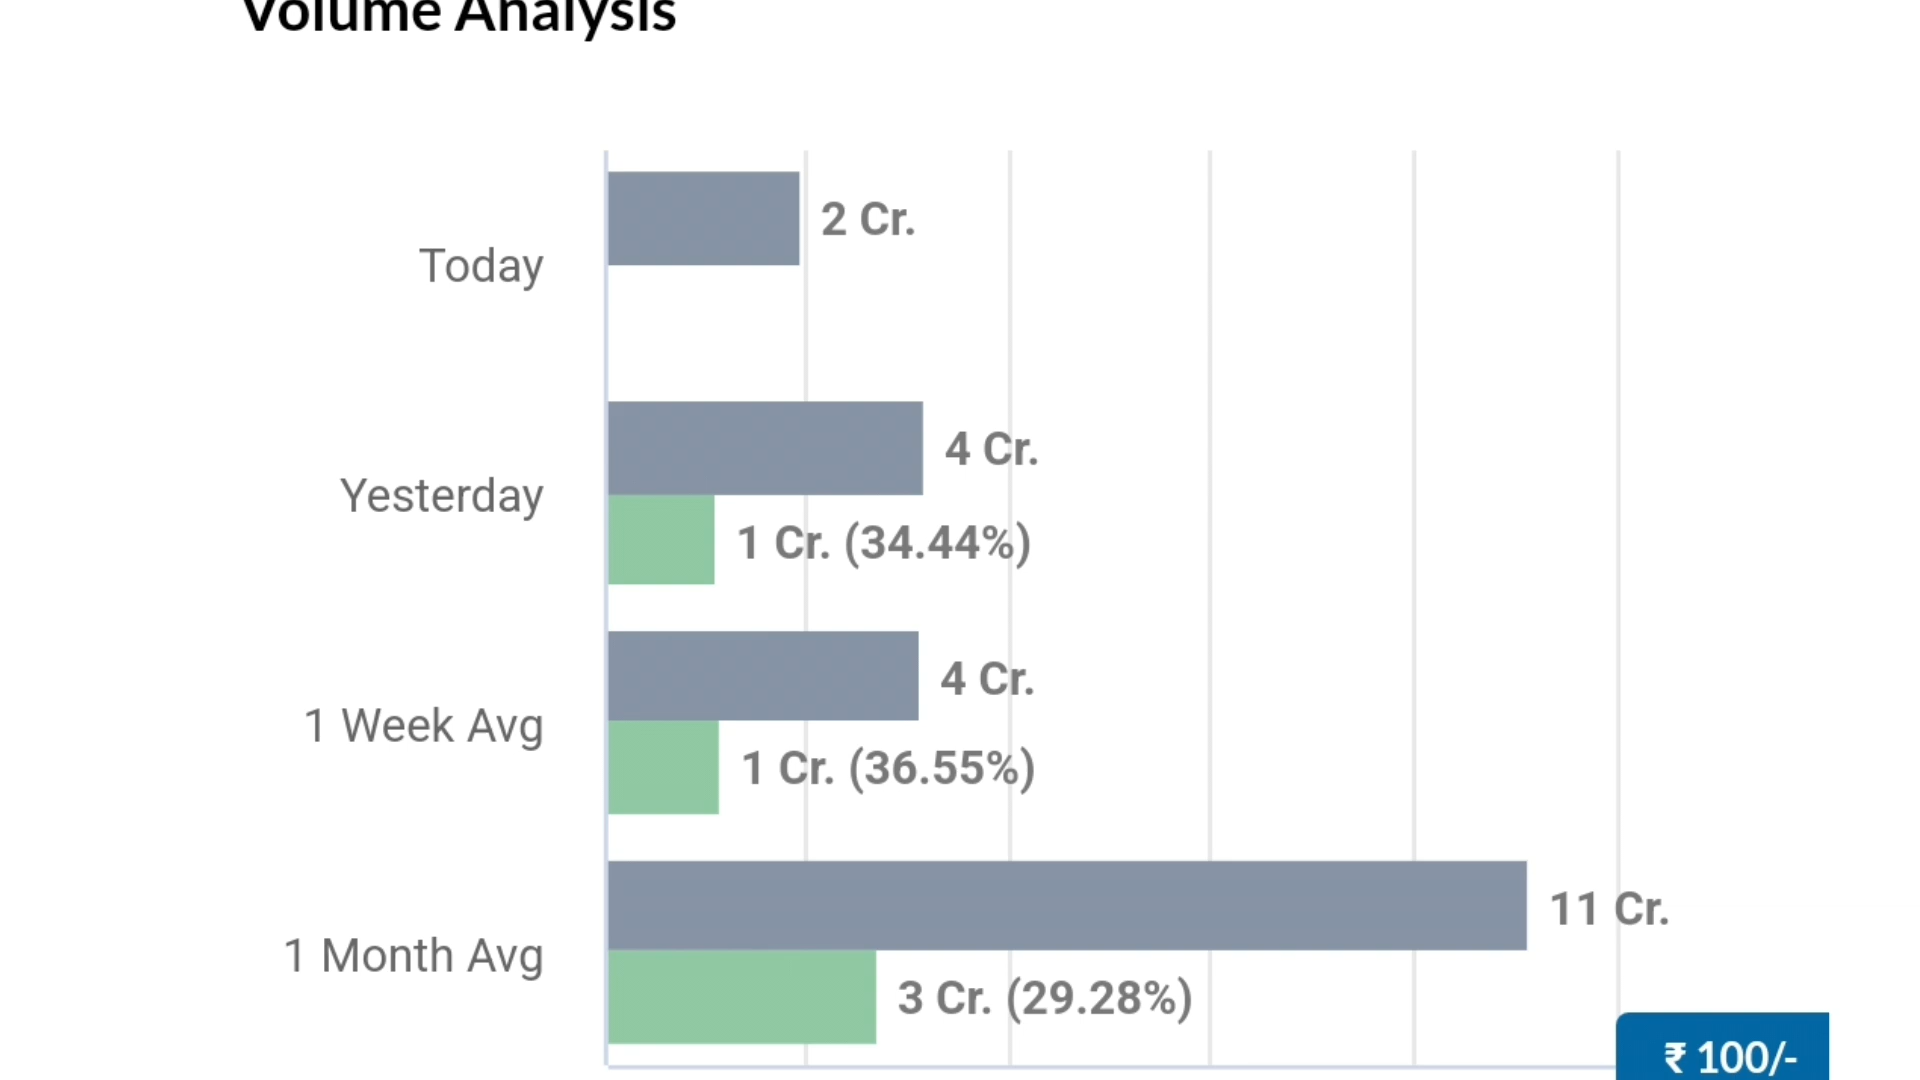 Volume Analysis
Today
2 Cr.
Yesterday
4 Cr.
1 Cr. (34.44%)
1 Week Avg
4 Cr.
1 Cr. (36.55%)
1 Month Avg
11 Cr.
3 Cr. (29.28%)
₹ 100/-